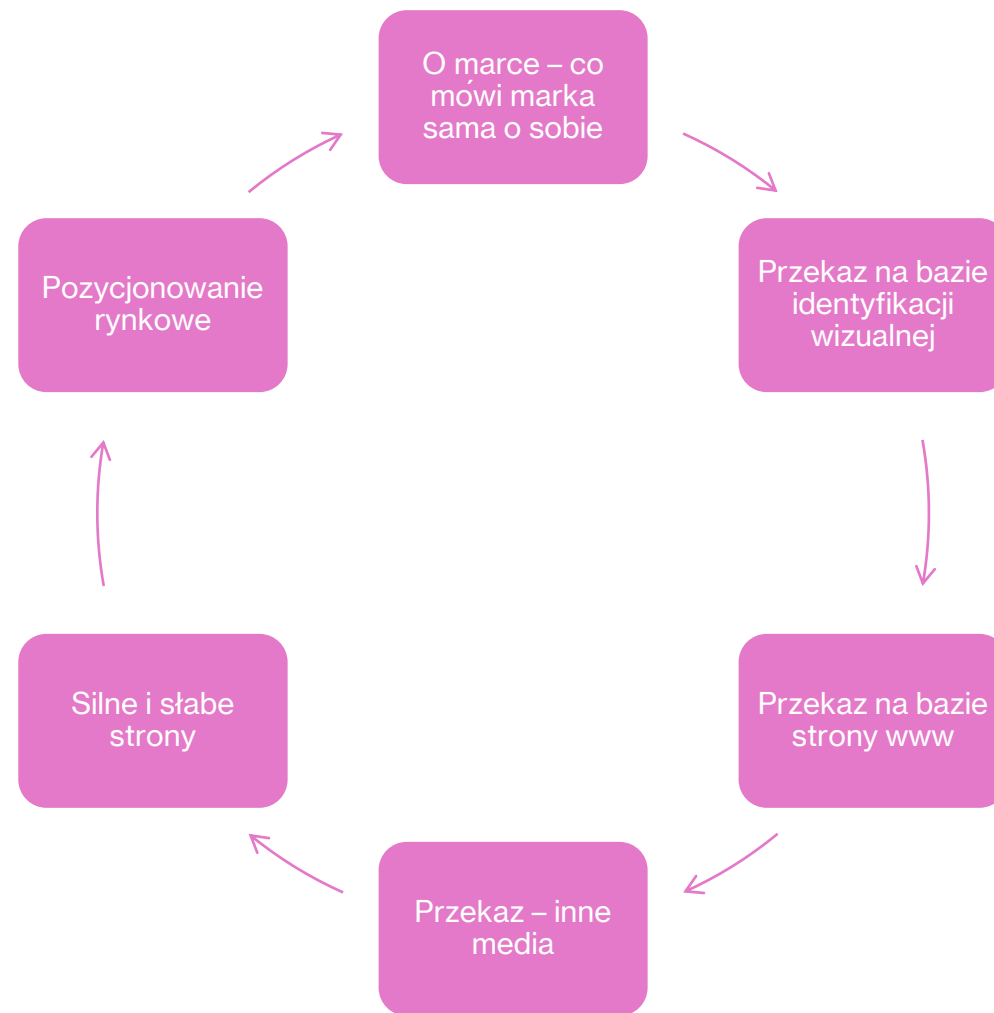 O marce – co
mówi marka
sama o sobie
Przekaz na bazie
identyfikacji
wizualnej
Przekaz na bazie
strony www
Przekaz – inne
media
Silne i słabe
strony
Pozycjonowanie
rynkowe